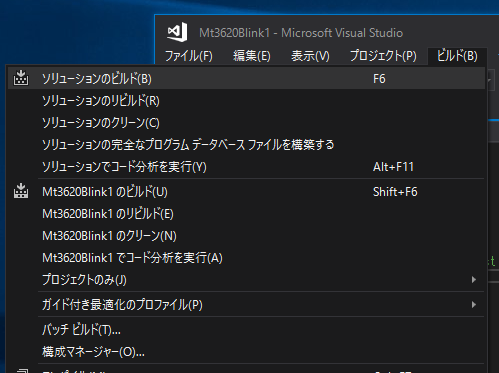 Mt3620Blink1 - Microsoft Visual Studio
ファイル(F) 編集(E) 表示(V) プロジェクト(P) ビルド(B)
ソリューションのビルド(B) F6
ソリューションのリビルド(R)
ソリューションのクリーン(C)
ソリューションの完全なプログラム データベース ファイルを構築する
ソリューションでコード分析を実行(Y) Alt+F11
Mt3620Blink1 のビルド(U) Shift+F6
Mt3620Blink1 のリビルド(E)
Mt3620Blink1 のクリーン(N)
Mt3620Blink1 でコード分析を実行(A)
プロジェクトのみ(J)
ガイド付き最適化のプロファイル(P)
バッチ ビルド(T)...
構成マネージャー(O)...